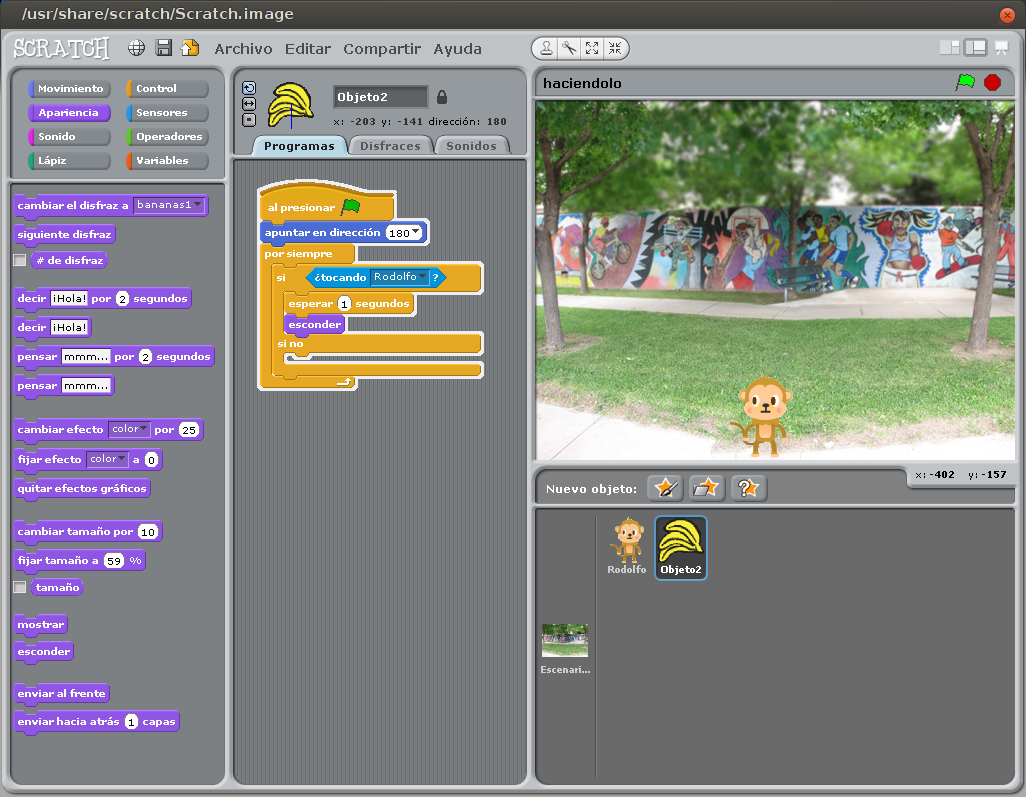 /usr/share/scratch/Scratch.image
SCRATCH
Archivo Editar Compartir Ayuda
Movimiento Control
Apariencia Sensores
Sonido Operadores
Lápiz Variables
cambiar el disfraz a bananas1
siguiente disfraz
# de disfraz
decir ¡Hola! por 2 segundos
decir ¡Hola!
pensar mmm... por 2 segundos
pensar mmm...
cambiar efecto color por 25
fijar efecto color a 0
quitar efectos gráficos
cambiar tamaño por 10
fijar tamaño a 59 %
tamaño
mostrar
esconder
enviar al frente
enviar hacia atrás 1 capas
Objeto2
x: -203 y: -141 dirección: 180
Programas Disfraces Sonidos
al presionar
apuntar en dirección 180
por siempre
si ¿tocando Rodolfo ?
esperar 1 segundos
esconder
si no
haciendolo
x: -402 y: -157
Nuevo objeto:
Rodolfo Objeto2
Escenari...